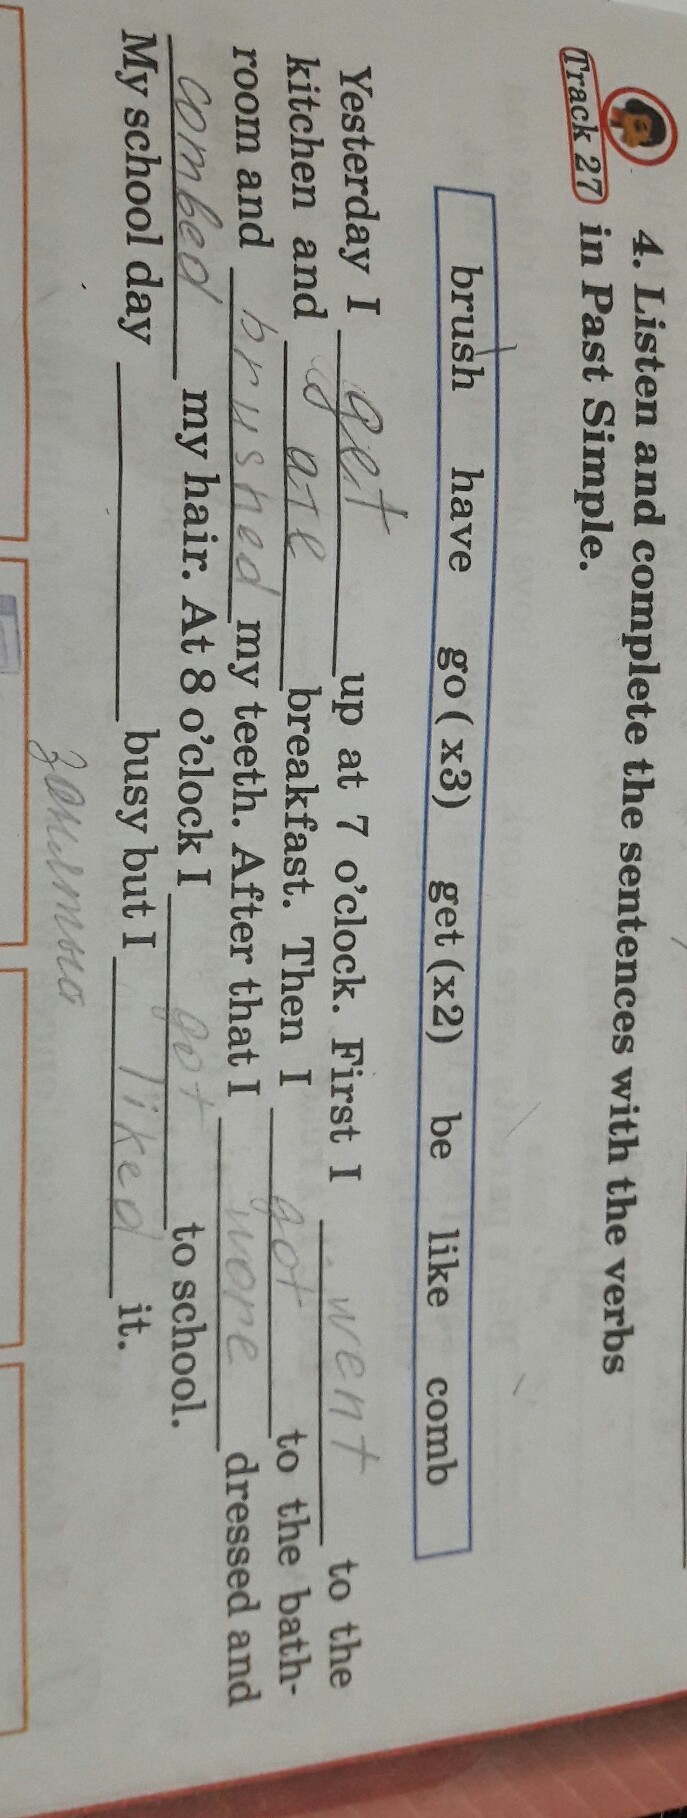 4. Listen and complete the sentences with the verbs
Track 27 in Past Simple.
brush have go ( x3) get (x2) be like comb
Yesterday I get up at 7 o'clock. First I went to the
kitchen and are breakfast. Then I got to the bath-
room and brushed my teeth. After that I wore dressed and
combed my hair. At 8 o'clock I got to school.
My school day busy but I liked it.
занятца